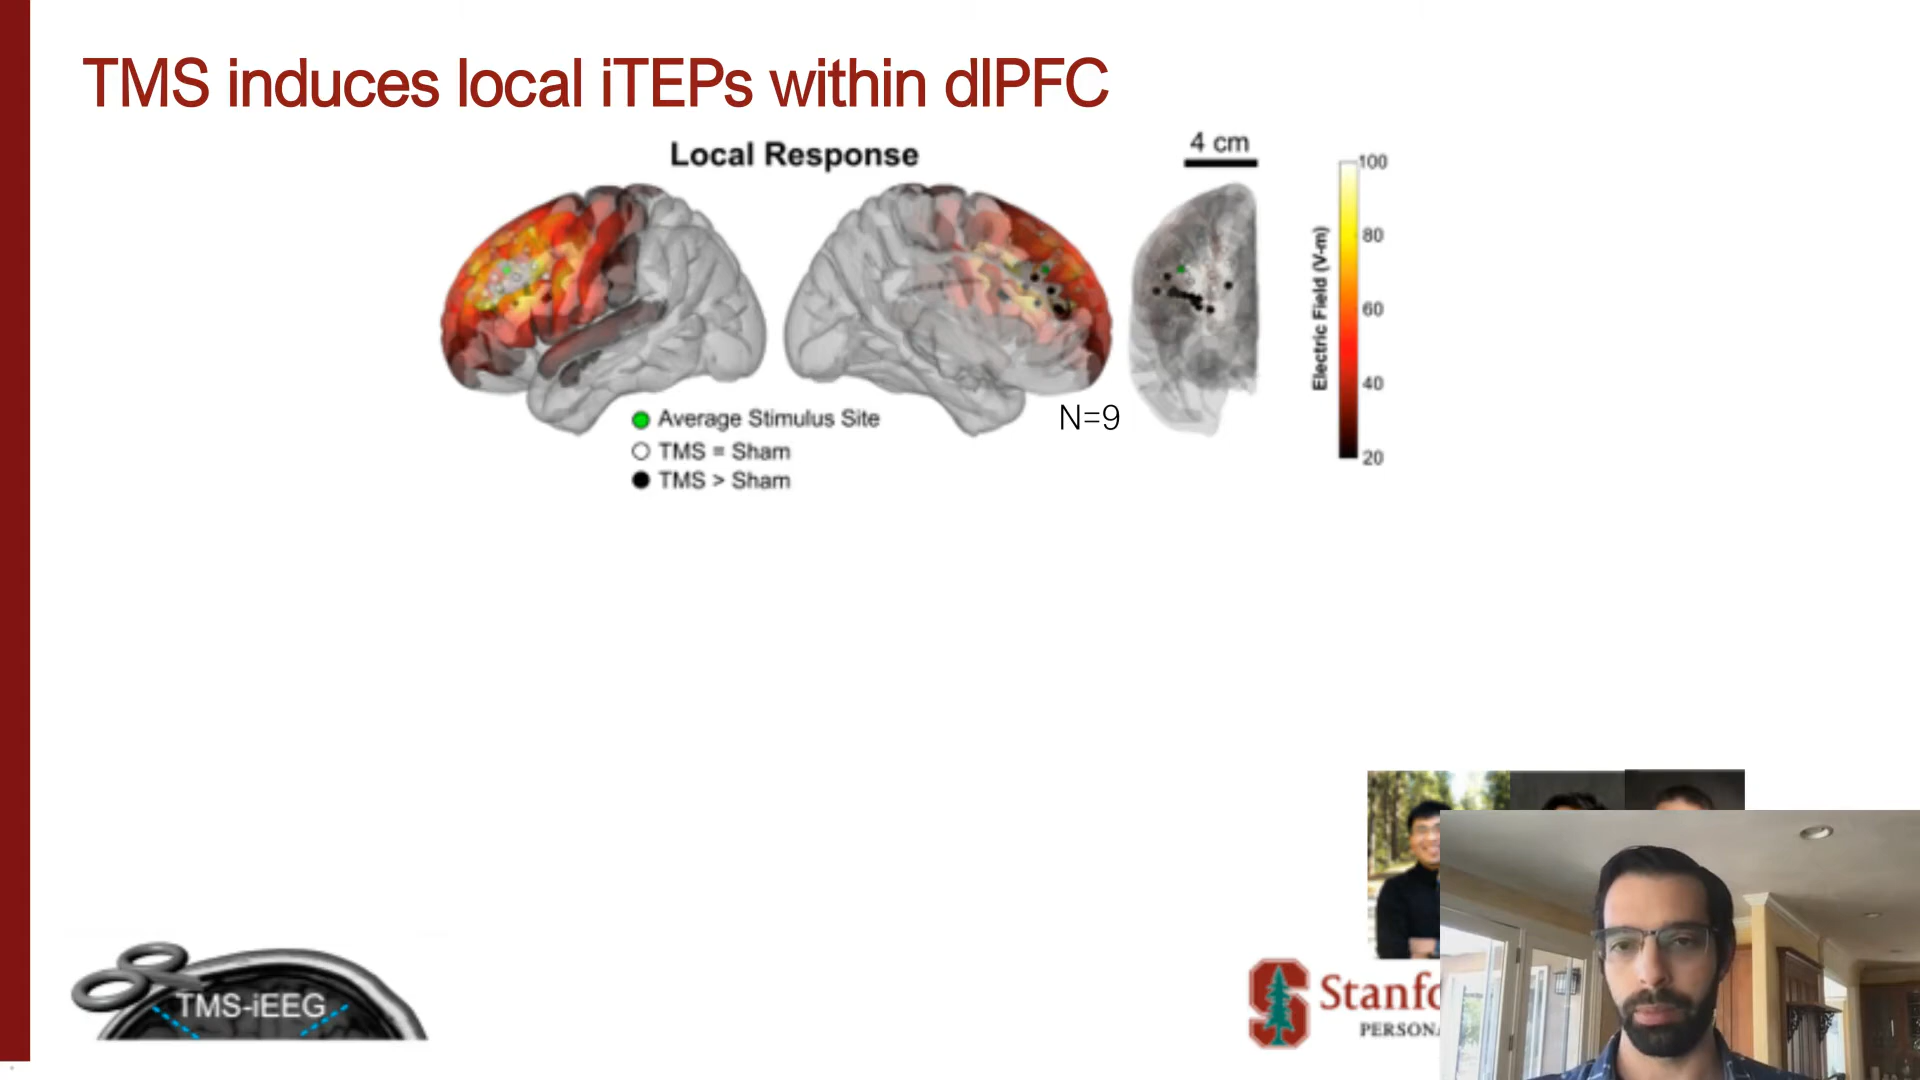 TMS induces local iTEPs within dlPFC
Local Response
4 cm
100
80
60
40
20
Electric Field (V-m)
N=9
Average Stimulus Site
TMS = Sham
TMS > Sham
TMS-iEEG
Stanfo
PERSONA